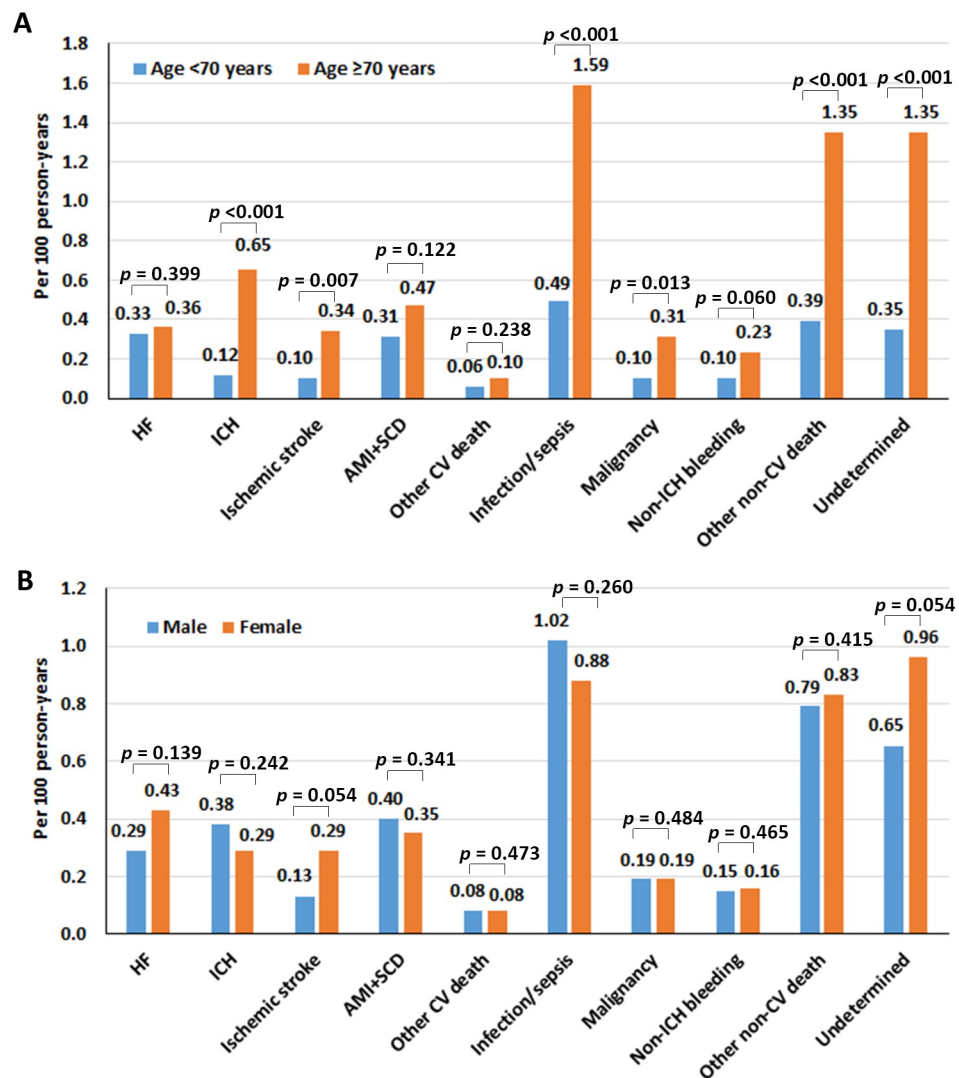 A
Per 100 person-years
1.8
1.6
1.4
1.2
1.0
0.8
0.6
0.4
0.2
0.0
Age <70 years Age ≥70 years
p = 0.399
0.33 0.36
p <0.001
0.12 0.65
p = 0.007
0.10 0.34
p = 0.122
0.31 0.47
p = 0.238
0.06 0.10
p <0.001
0.49 1.59
p = 0.013
0.10 0.31
p = 0.060
0.10 0.23
p <0.001
0.39 1.35
p <0.001
0.35 1.35
HF
ICH
Ischemic stroke
AMI+SCD
Other CV death
Infection/sepsis
Malignancy
Non-ICH bleeding
Other non-CV death
Undetermined
B
Per 100 person-years
1.2
1.0
0.8
0.6
0.4
0.2
0.0
Male Female
p = 0.139
0.29 0.43
p = 0.242
0.38 0.29
p = 0.054
0.13 0.29
p = 0.341
0.40 0.35
p = 0.473
0.08 0.08
p = 0.260
1.02 0.88
p = 0.484
0.19 0.19
p = 0.465
0.15 0.16
p = 0.415
0.79 0.83
p = 0.054
0.65 0.96
HF
ICH
Ischemic stroke
AMI+SCD
Other CV death
Infection/sepsis
Malignancy
Non-ICH bleeding
Other non-CV death
Undetermined